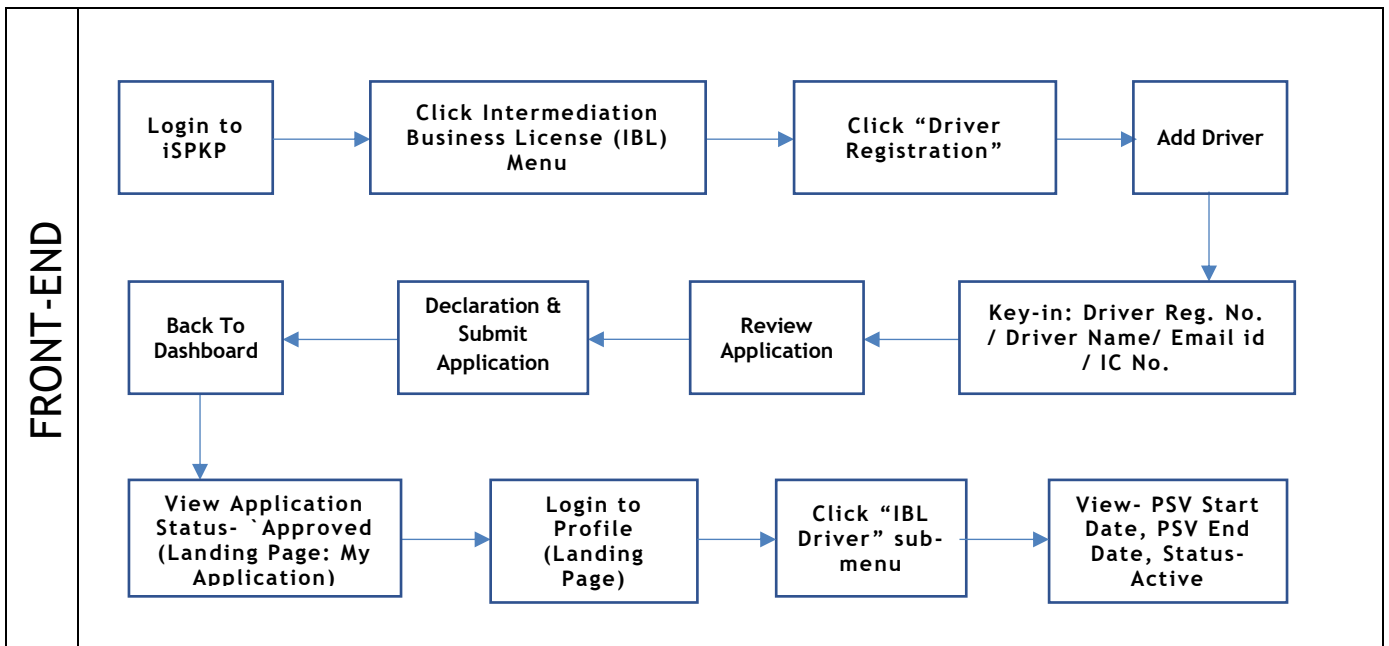 FRONT-END
Login to
iSPKP
Click Intermediation
Business License (IBL)
Menu
Click “Driver
Registration”
Add Driver
Key-in: Driver Reg. No.
/ Driver Name/ Email id
/ IC No.
Review
Application
Declaration &
Submit
Application
Back To
Dashboard
View Application
Status- `Approved
(Landing Page: My
Application)
Login to
Profile
(Landing
Page)
Click “IBL
Driver” sub-
menu
View- PSV Start
Date, PSV End
Date, Status-
Active